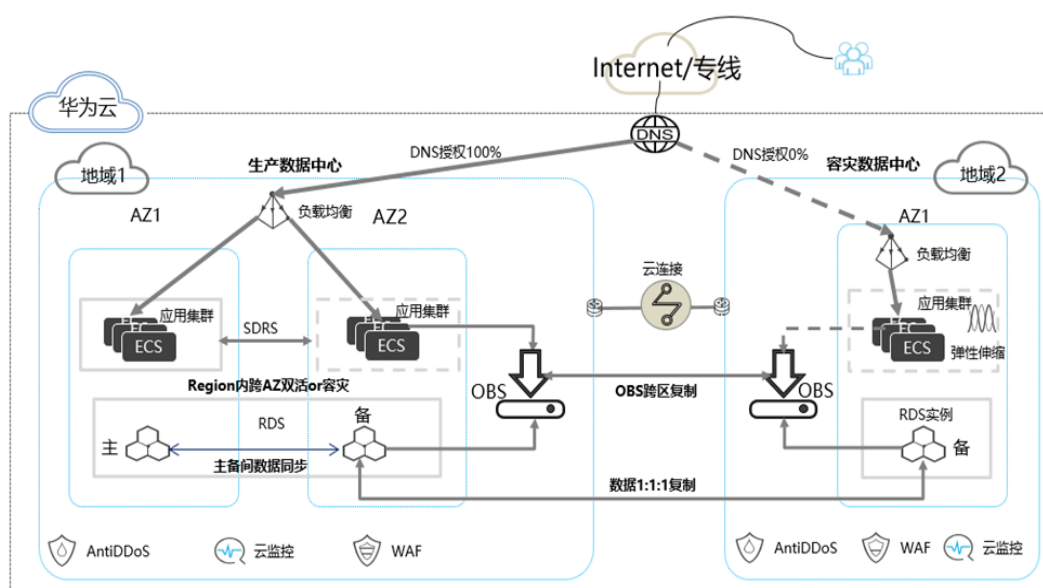 Internet/专线
华为云
DNS
DNS授权100%
DNS授权0%
生产数据中心
容灾数据中心
地域1
地域2
AZ1
负载均衡
AZ2
AZ1
负载均衡
云连接
应用集群
ECS
SDRS
应用集群
ECS
应用集群
ECS
弹性伸缩
Region内跨AZ双活or容灾
OBS
OBS跨区复制
OBS
RDS
备
主
主备间数据同步
RDS实例
备
数据1:1:1复制
AntiDDoS
云监控
WAF
AntiDDoS
WAF
云监控